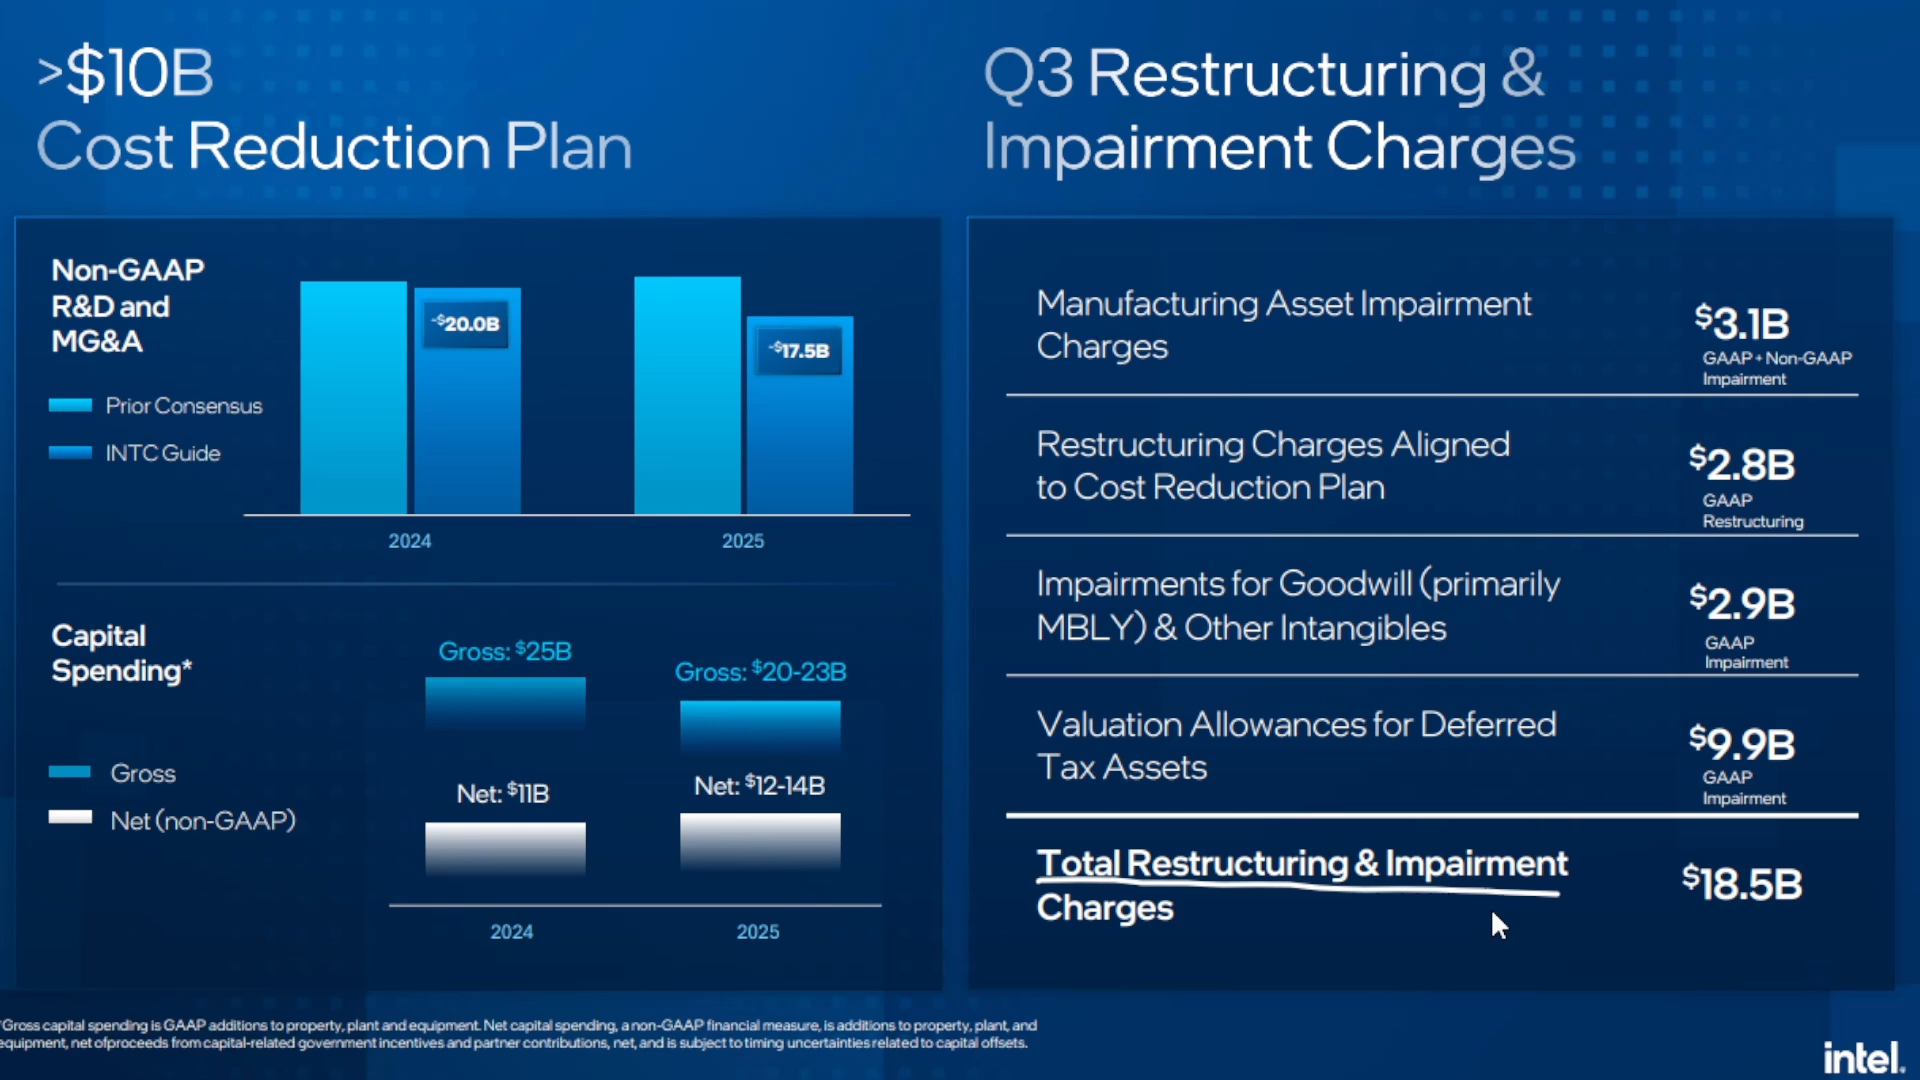 >$10B
Cost Reduction Plan
Non-GAAP
R&D and
MG&A
Prior Consensus
INTC Guide
~$20.0B
~$17.5B
2024
2025
Capital
Spending*
Gross
Net (non-GAAP)
Gross: $25B
Gross: $20-23B
Net: $11B
Net: $12-14B
2024
2025
Q3 Restructuring &
Impairment Charges
Manufacturing Asset Impairment
Charges
$3.1B
GAAP + Non-GAAP
Impairment
Restructuring Charges Aligned
to Cost Reduction Plan
$2.8B
GAAP
Restructuring
Impairments for Goodwill (primarily
MBLY) & Other Intangibles
$2.9B
GAAP
Impairment
Valuation Allowances for Deferred
Tax Assets
$9.9B
GAAP
Impairment
Total Restructuring & Impairment
Charges
$18.5B
*Gross capital spending is GAAP additions to property, plant and equipment. Net capital spending, a non-GAAP financial measure, is additions to property, plant, and
equipment, net of proceeds from capital-related government incentives and partner contributions, net, and is subject to timing uncertainties related to capital offsets.
intel.